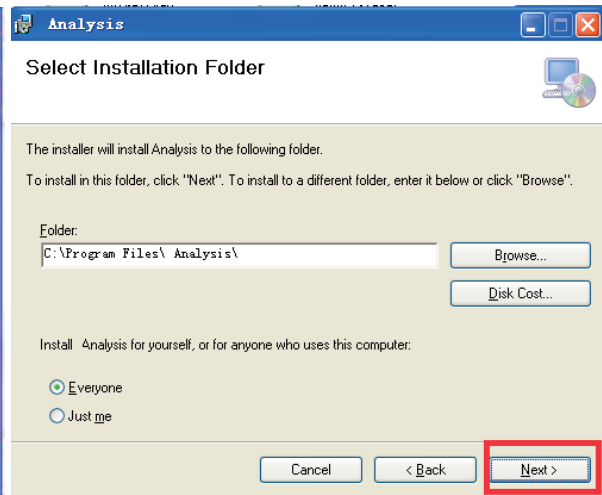 Analysis
Select Installation Folder
The installer will install Analysis to the following folder.
To install in this folder, click "Next". To install to a different folder, enter it below or click "Browse".
Folder:
C:\Program Files\ Analysis\
Browse...
Disk Cost...
Install Analysis for yourself, or for anyone who uses this computer:
Everyone
Just me
Cancel
< Back
Next >